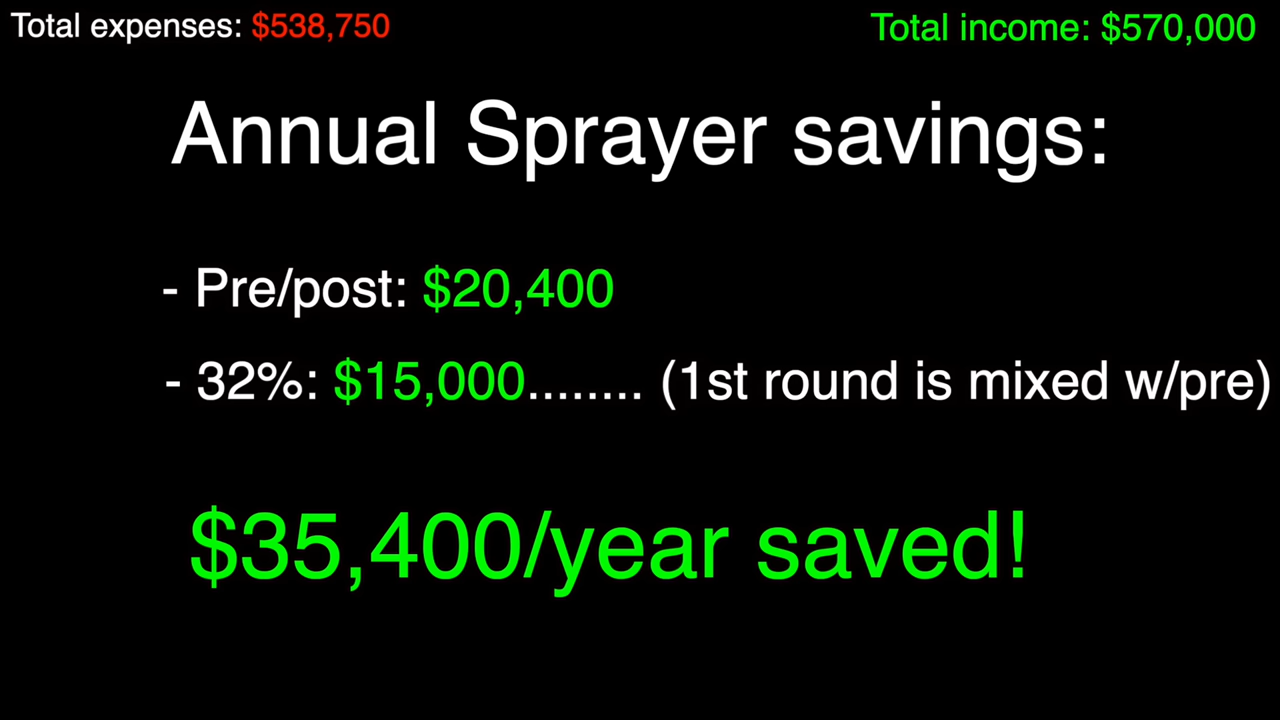 Total expenses: $538,750
Total income: $570,000
Annual Sprayer savings:
- Pre/post: $20,400
- 32%: $15,000........ (1st round is mixed w/pre)
$35,400/year saved!